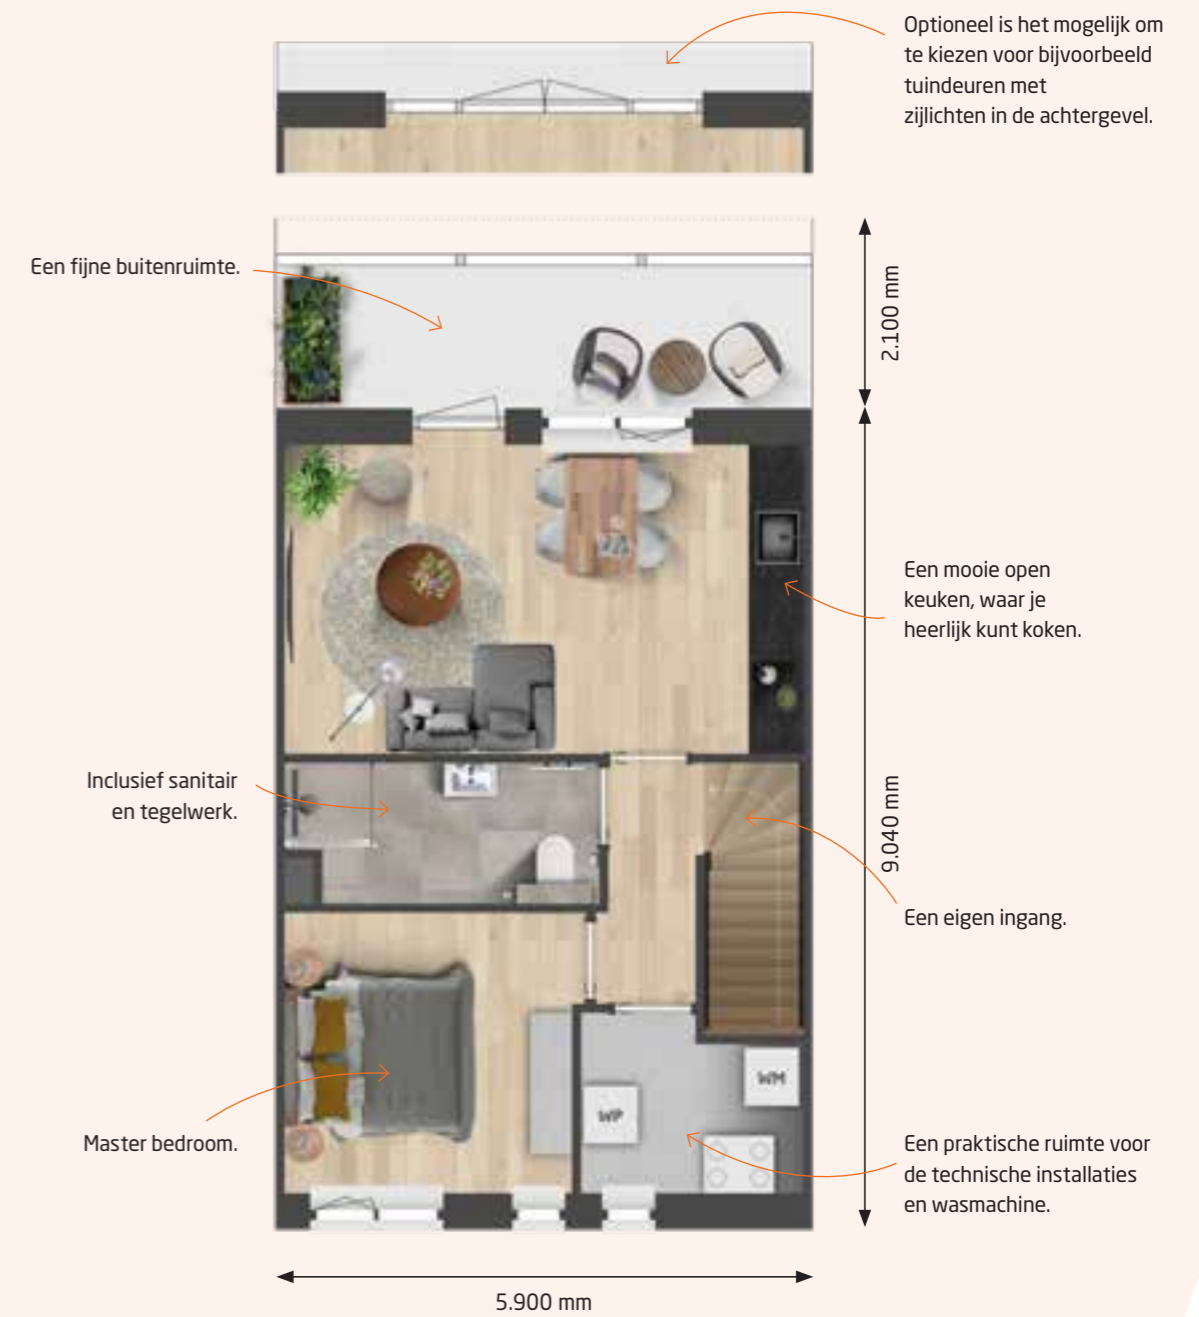 Optioneel is het mogelijk om
te kiezen voor bijvoorbeeld
tuindeuren met
zijlichten in de achtergevel.
Een fijne buitenruimte.
2.100 mm
Een mooie open
keuken, waar je
heerlijk kunt koken.
Inclusief sanitair
en tegelwerk.
9.040 mm
Een eigen ingang.
WM
WP
Master bedroom.
Een praktische ruimte voor
de technische installaties
en wasmachine.
5.900 mm